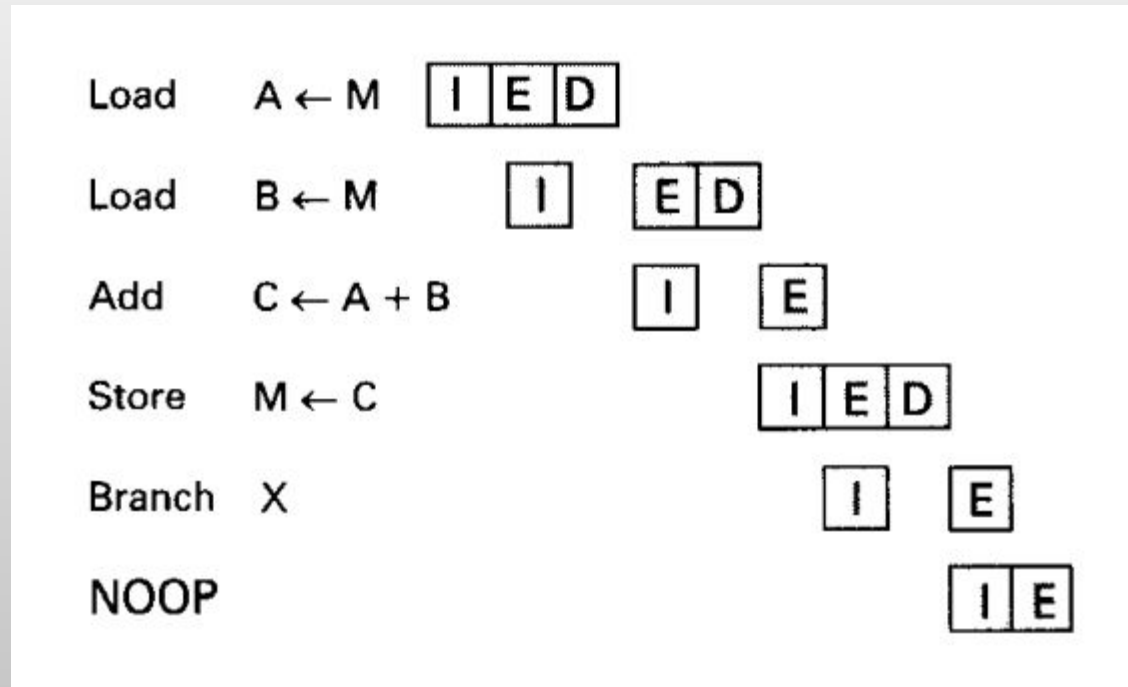 Load A ← M I E D
Load B ← M I E D
Add C ← A + B I E
Store M ← C I E D
Branch X I E
NOOP I E